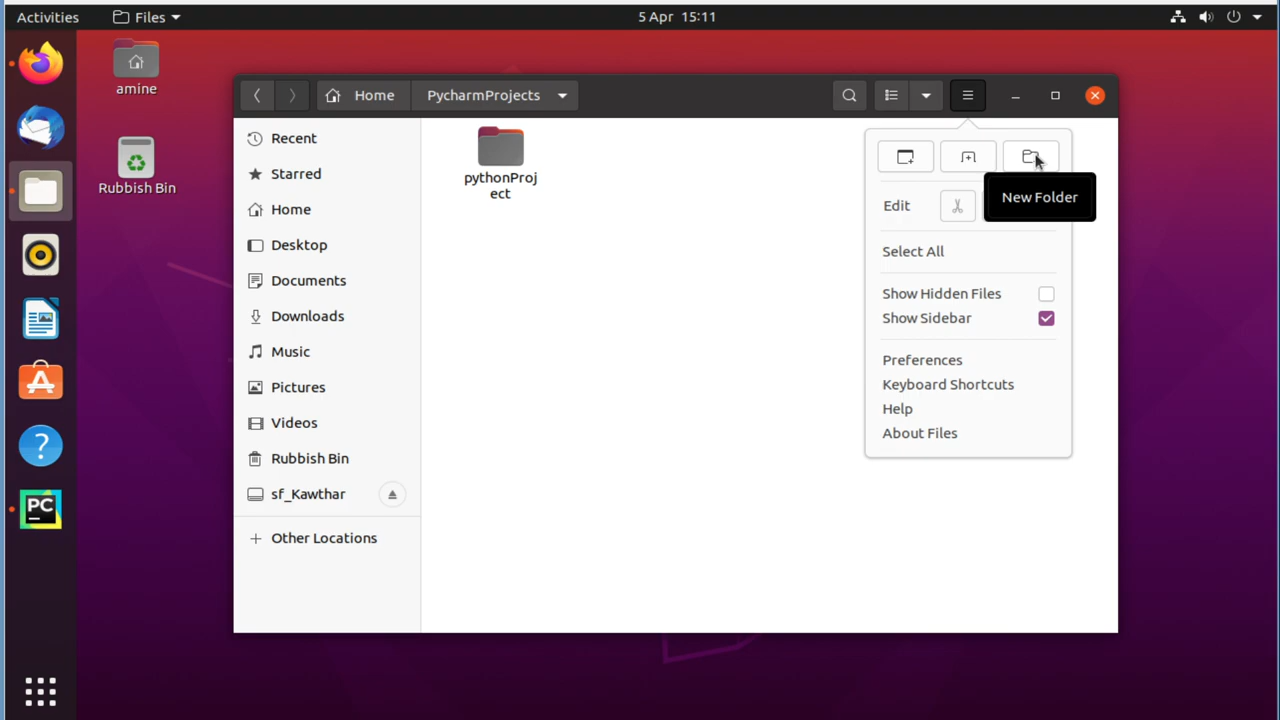 Activities
Files
5 Apr 15:11
amine
Rubbish Bin
Home
PycharmProjects
Recent
Starred
Home
Desktop
Documents
Downloads
Music
Pictures
Videos
Rubbish Bin
sf_Kawthar
Other Locations
pythonProj
ect
New Folder
Edit
Select All
Show Hidden Files
Show Sidebar
Preferences
Keyboard Shortcuts
Help
About Files
PC